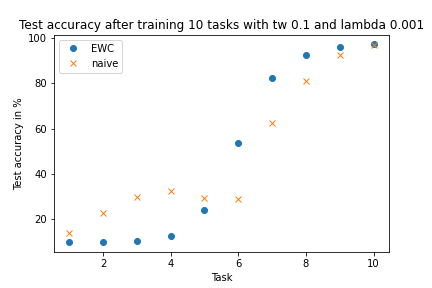 Test accuracy after training 10 tasks with tw 0.1 and lambda 0.001
100
80
60
40
20
EWC
naive
Test accuracy in %
2 4 6 8 10
Task